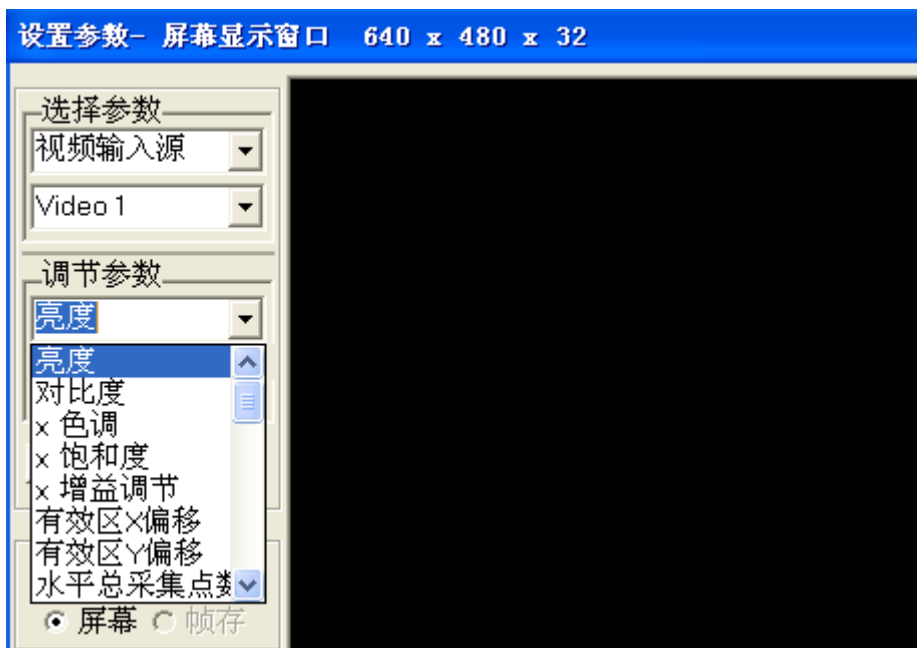 设置参数- 屏幕显示窗口 640 x 480 x 32
选择参数
视频输入源
Video 1
调节参数
亮度
亮度
对比度
x 色调
x 饱和度
x 增益调节
有效区X偏移
有效区Y偏移
水平总采集点数
屏幕 帧存